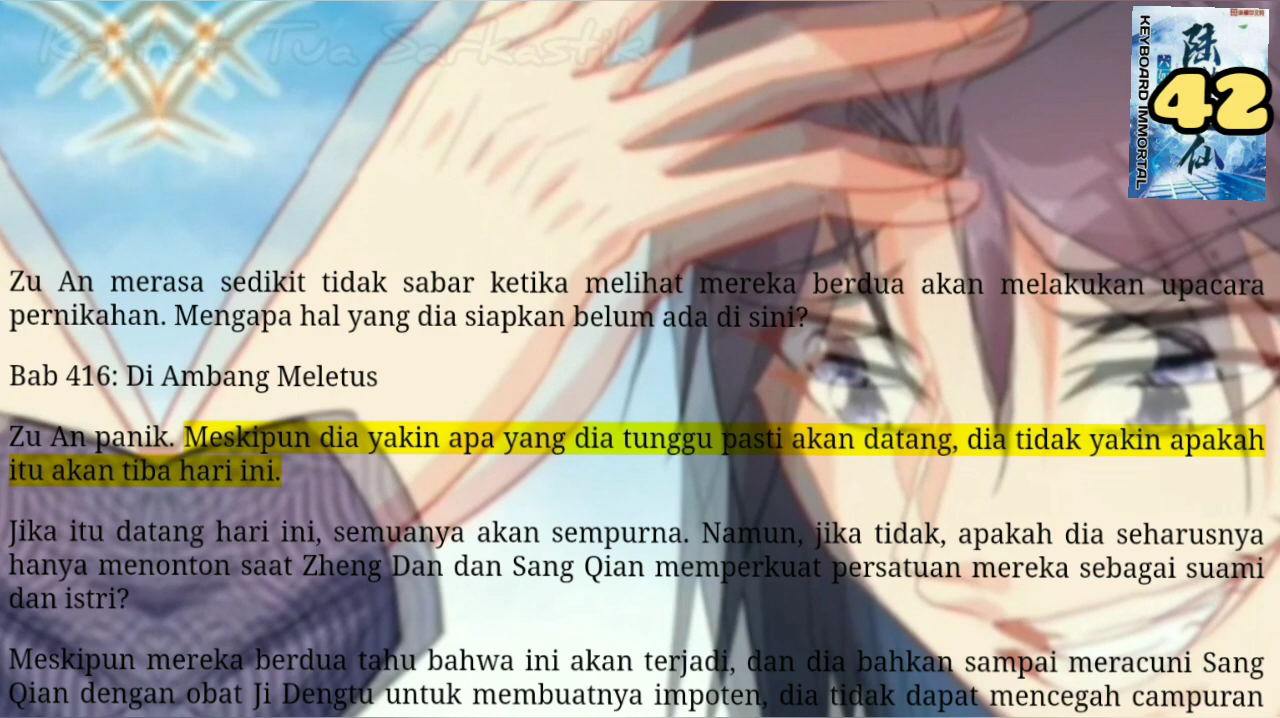 Kantor Tua Sarkastik
KEYBOARD IMMORTAL
42
仙
Zu An merasa sedikit tidak sabar ketika melihat mereka berdua akan melakukan upacara
pernikahan. Mengapa hal yang dia siapkan belum ada di sini?
Bab 416: Di Ambang Meletus
Zu An panik. Meskipun dia yakin apa yang dia tunggu pasti akan datang, dia tidak yakin apakah
itu akan tiba hari ini.
Jika itu datang hari ini, semuanya akan sempurna. Namun, jika tidak, apakah dia seharusnya
hanya menonton saat Zheng Dan dan Sang Qian memperkuat persatuan mereka sebagai suami
dan istri?
Meskipun mereka berdua tahu bahwa ini akan terjadi, dan dia bahkan sampai meracuni Sang
Qian dengan obat Ji Dengtu untuk membuatnya impoten, dia tidak dapat mencegah campuran